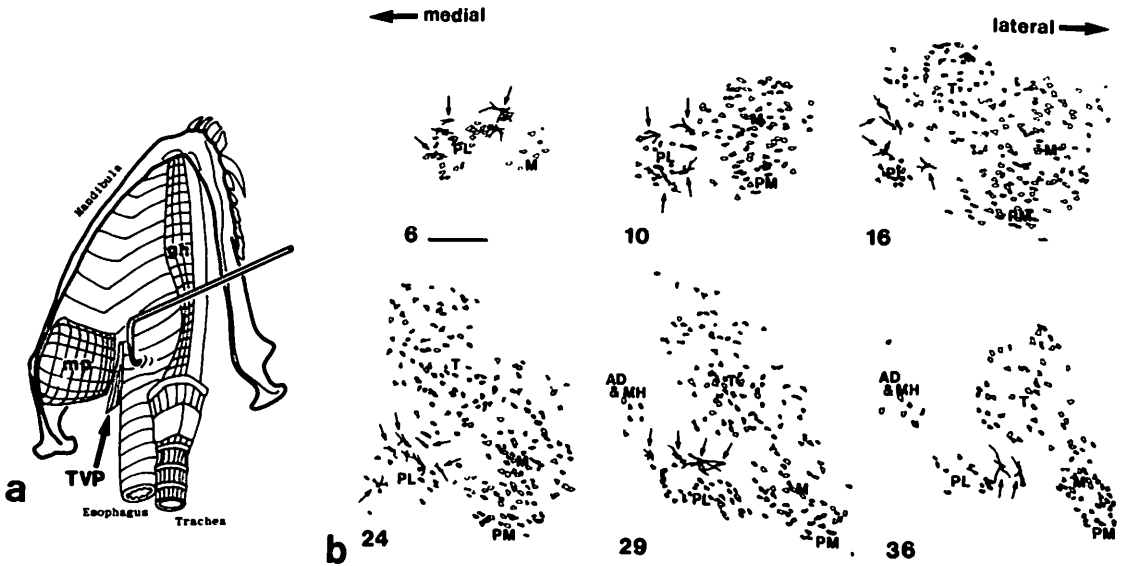 medial
lateral
Mandibula
gh
mp
TVP
Esophagus
Trachea
a
b
PL
M
6
PL
M
PM
10
T
M
PL
PM
16
T
M
PL
PM
24
AD
& MH
T
PL
M
PM
29
AD
& MH
T
PL
M
PM
36